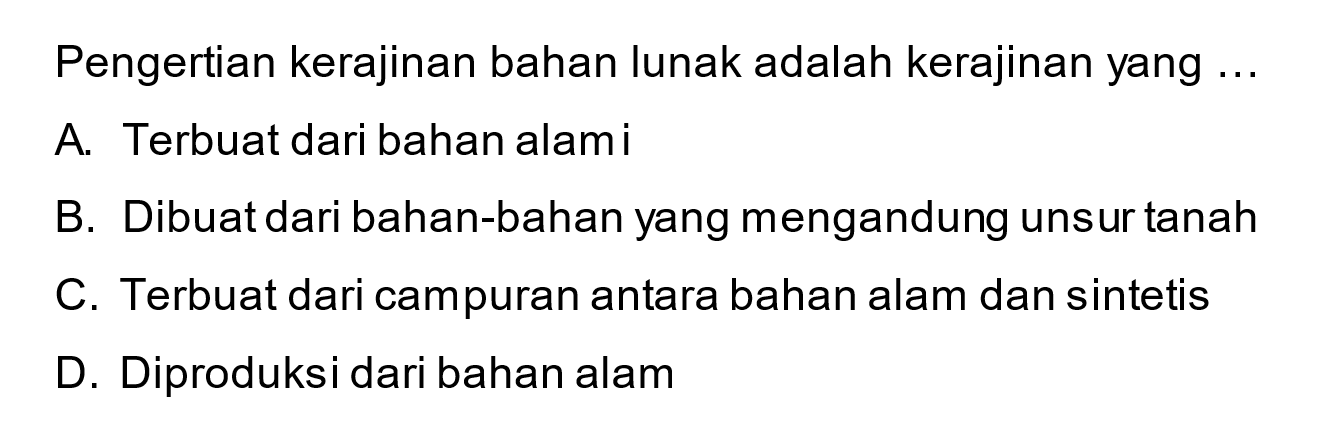 Pengertian kerajinan bahan lunak adalah kerajinan yang ...
A. Terbuat dari bahan alami
B. Dibuat dari bahan-bahan yang mengandung unsur tanah
C. Terbuat dari campuran antara bahan alam dan sintetis
D. Diproduksi dari bahan alam